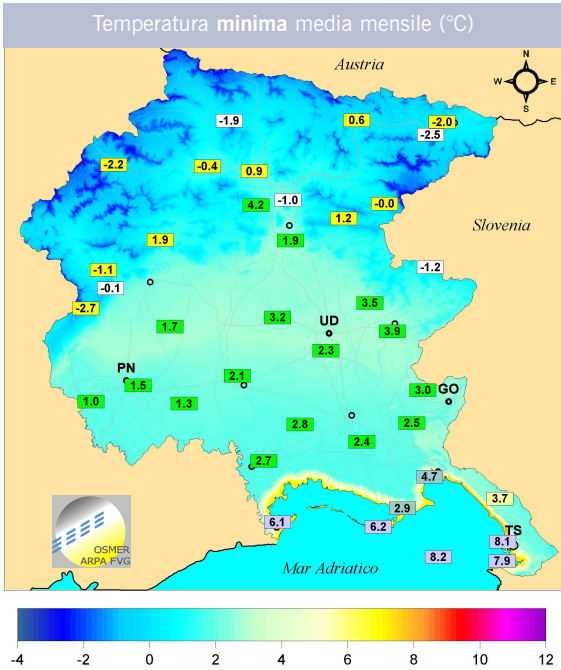 Temperatura minima media mensile (°C)
Austria
N
W E
S
-1.9
0.6
-2.0
-2.5
-2.2
-0.4
0.9
4.2
-1.0
-0.0
1.2
Slovenia
1.9
1.9
-1.1
-0.1
-1.2
-2.7
3.5
3.2
UD
1.7
3.9
2.3
PN
2.1
1.5
3.0
GO
1.0
1.3
2.8
2.5
2.4
2.7
4.7
3.7
2.9
6.1
6.2
TS
8.1
OSMER
ARPA FVG
8.2
7.9
Mar Adriatico
-4 -2 0 2 4 6 8 10 12